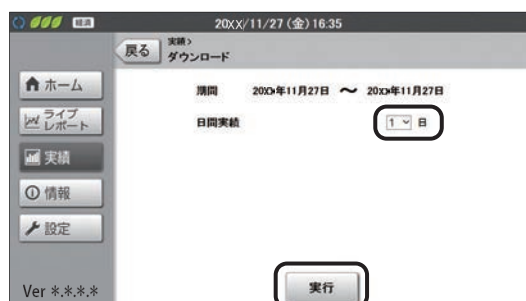 経済 20XX/11/27(金)16:35
戻る 実績>
ダウンロード
ホーム
ライブ
レポート
実績
情報
設定
Ver *.*.*.*
期間 20XX年11月27日 ～ 20XX年11月27日
日間実績 1 日
実行